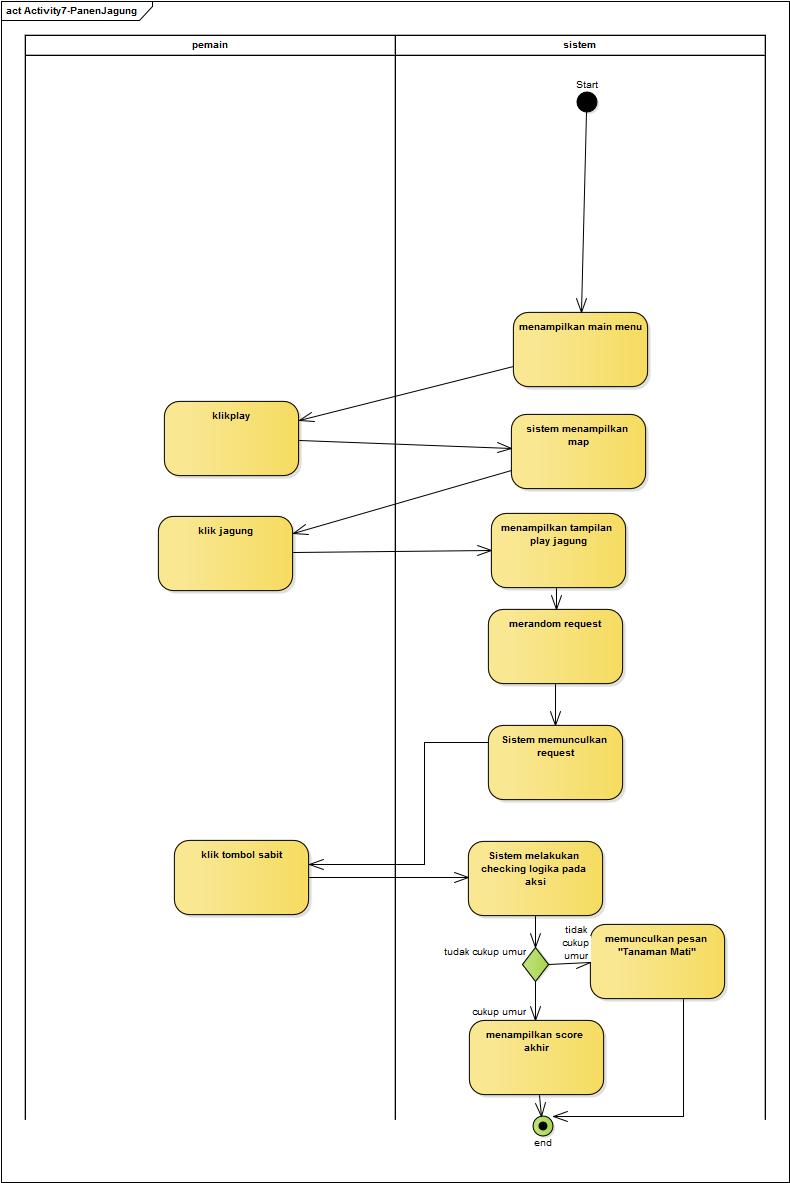 act Activity7-PanenJagung
pemain
sistem
Start
menampilkan main menu
klikplay
sistem menampilkan
map
klik jagung
menampilkan tampilan
play jagung
merandom request
Sistem memunculkan
request
klik tombol sabit
Sistem melakukan
checking logika pada
aksi
tudak cukup umur
tidak
cukup
umur
memunculkan pesan
"Tanaman Mati"
cukup umur
menampilkan score
akhir
end